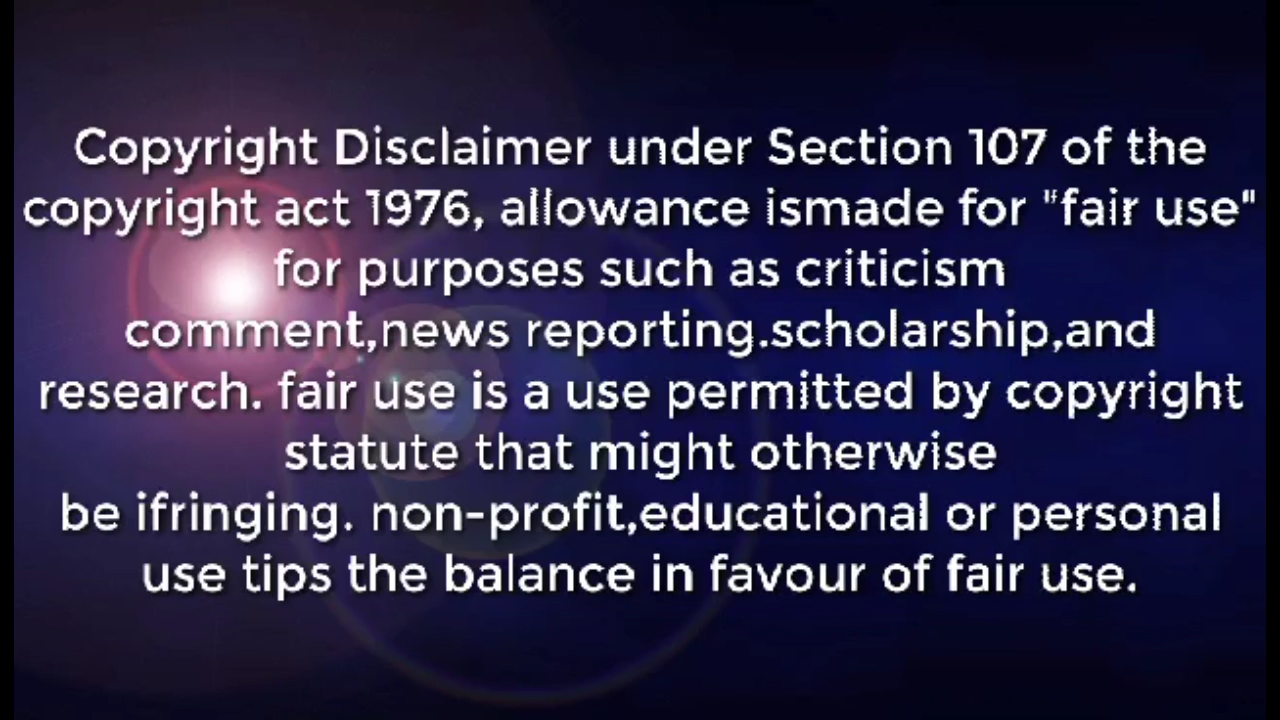 Copyright Disclaimer under Section 107 of the
copyright act 1976, allowance ismade for "fair use"
for purposes such as criticism
comment,news reporting.scholarship,and
research. fair use is a use permitted by copyright
statute that might otherwise
be ifringing. non-profit,educational or personal
use tips the balance in favour of fair use.